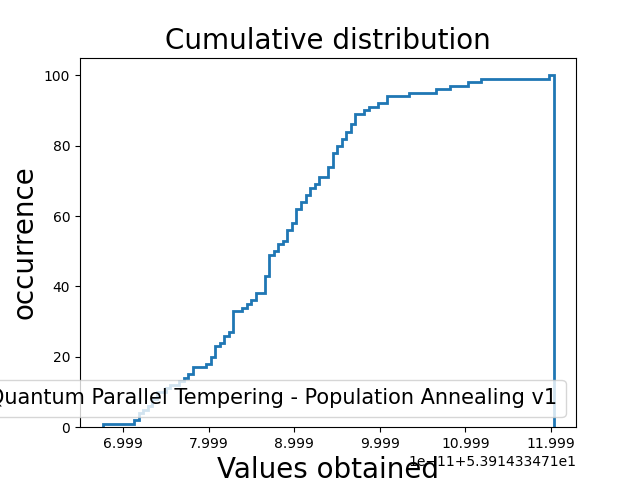 Cumulative distribution
occurrence
100
80
60
40
20
0
Quantum Parallel Tempering - Population Annealing v1
6.999 7.999 8.999 9.999 10.999 11.999
1e−11+5.391433471e1
Values obtained